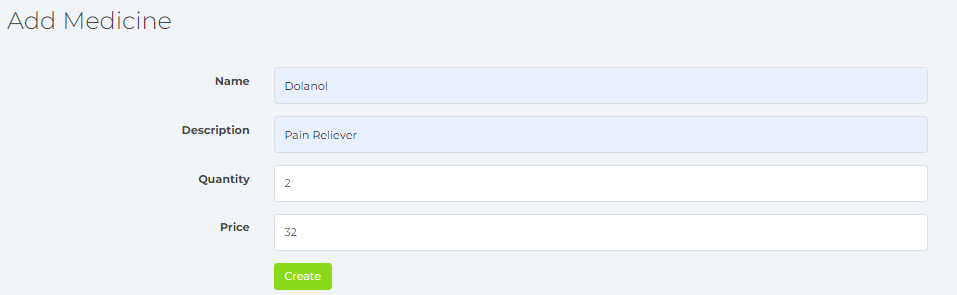 Add Medicine
Name Dolanol
Description Pain Reliever
Quantity 2
Price 32
Create